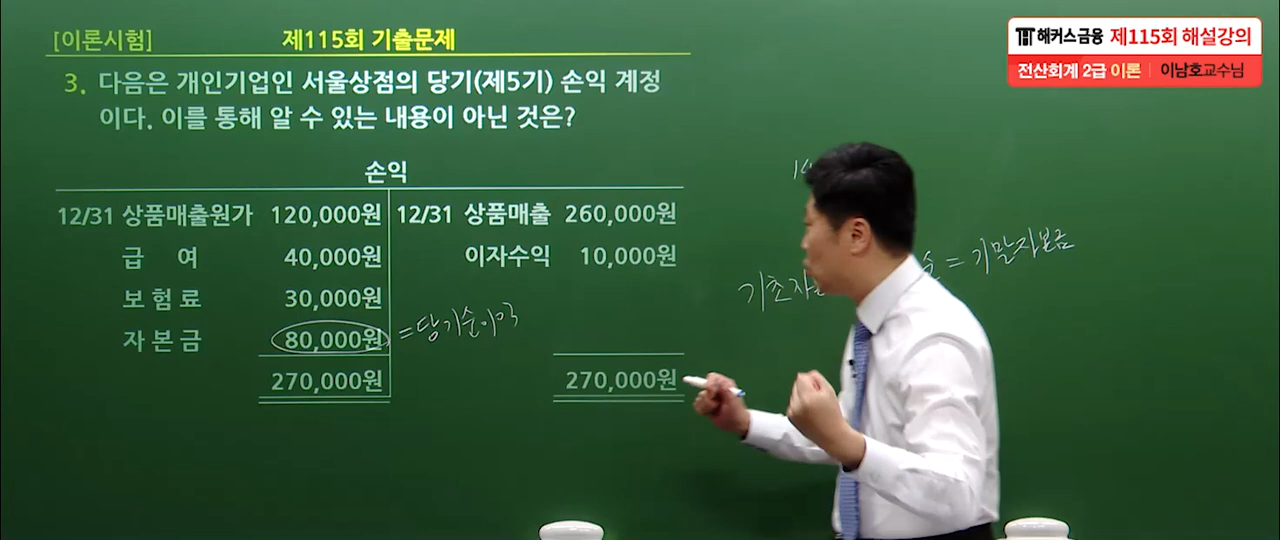 [이론시험] 제115회 기출문제
해커스금융 제115회 해설강의
전산회계 2급 이론 | 이남호교수님
3. 다음은 개인기업인 서울상점의 당기(제5기) 손익 계정
이다. 이를 통해 알 수 있는 내용이 아닌 것은?
손익
12/31 상품매출원가 120,000원 12/31 상품매출 260,000원
급 여 40,000원 이자수익 10,000원
보 험 료 30,000원
자 본 금 80,000원 = 당기순이익
270,000원 270,000원
기초자 = 기말자본금